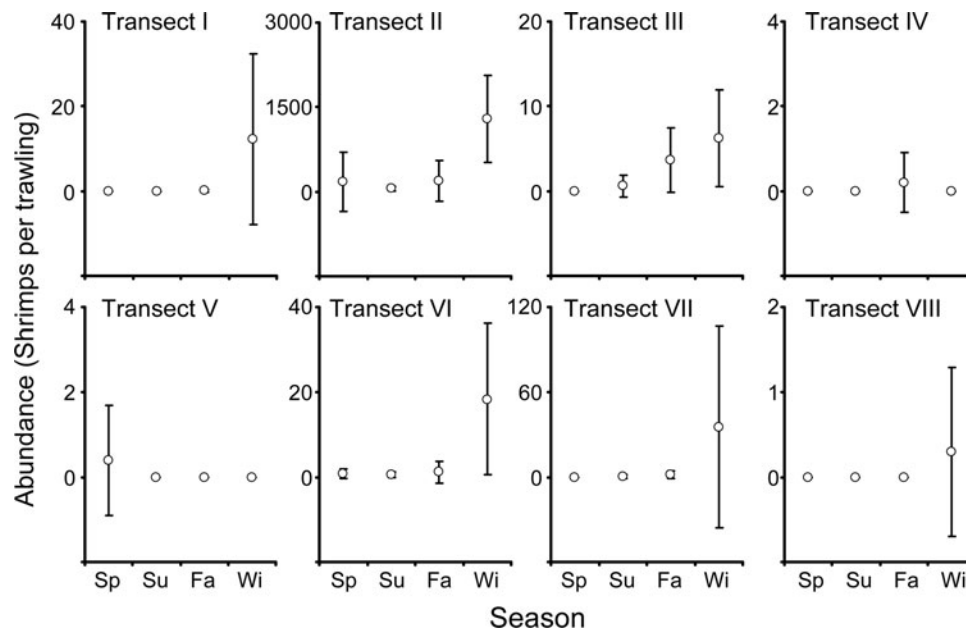 Abundance (Shrimps per trawling)
Transect I
40
20
0
Transect II
3000
1500
0
Transect III
20
10
0
Transect IV
4
2
0
Transect V
4
2
0
Sp Su Fa Wi
Transect VI
40
20
0
Sp Su Fa Wi
Transect VII
120
60
0
Sp Su Fa Wi
Transect VIII
2
1
0
Sp Su Fa Wi
Season